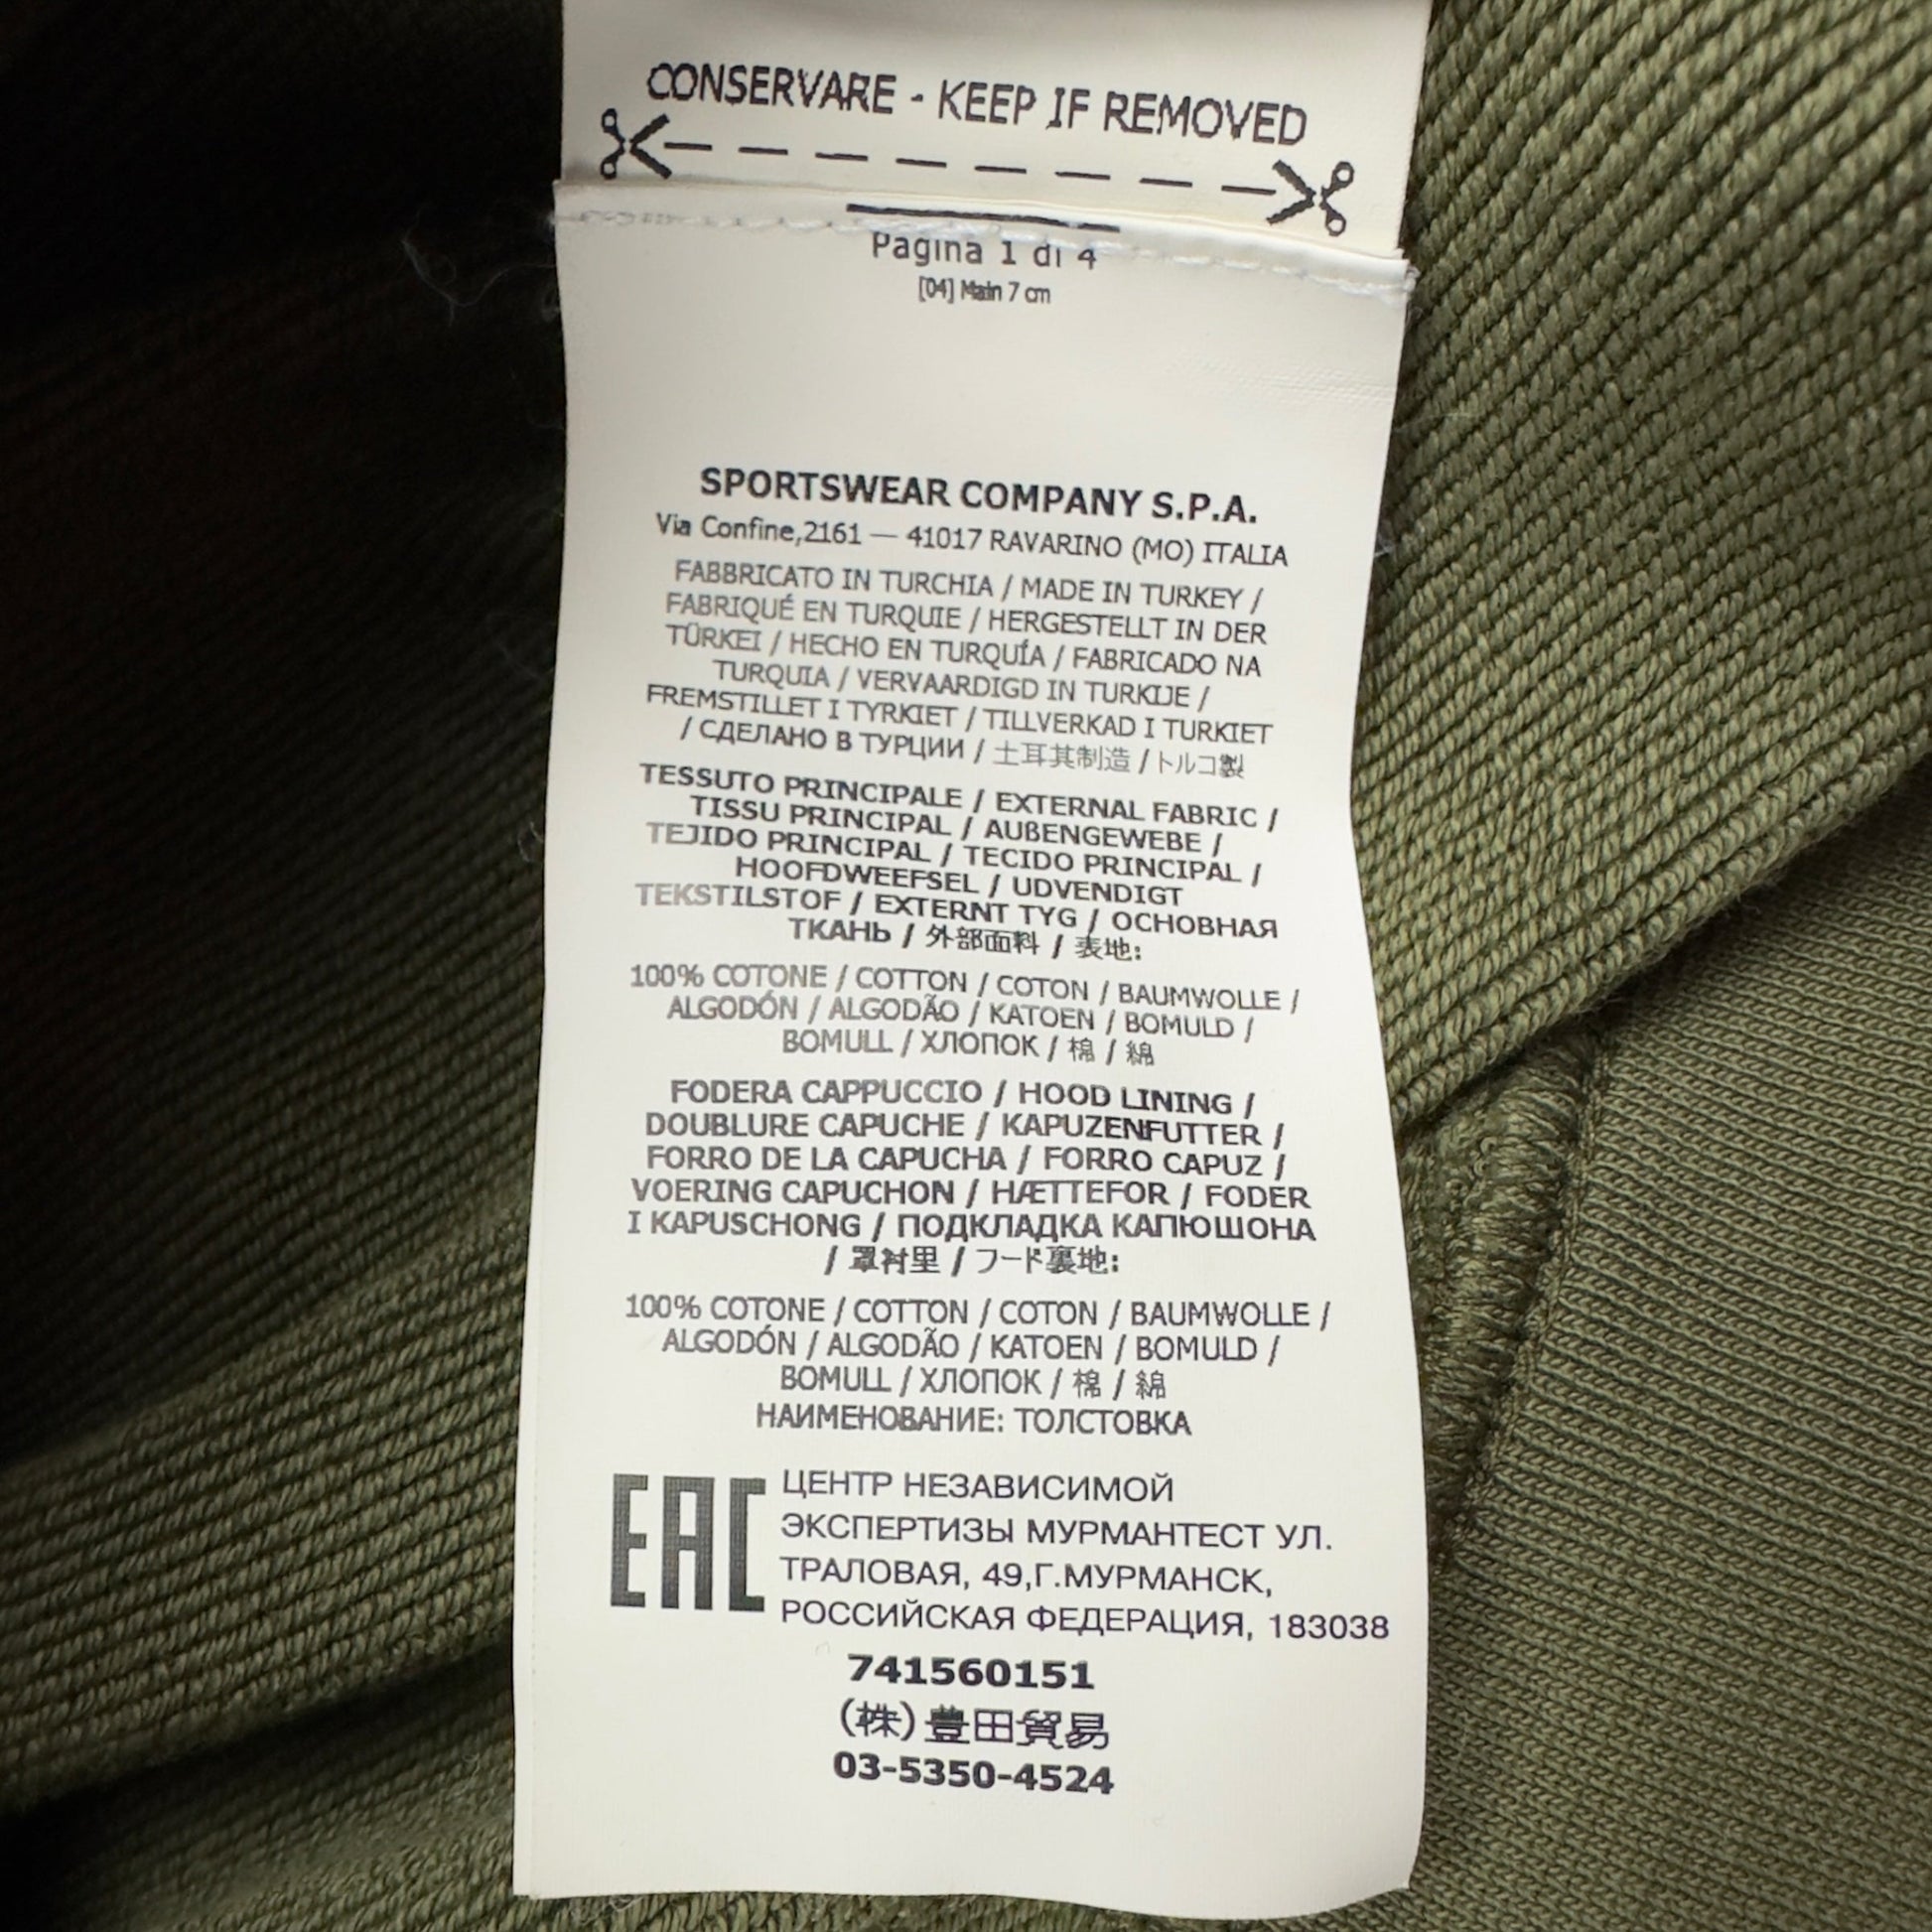 CONSERVARE - KEEP IF REMOVED
Pagina 1 di 4
[04] Main 7 cm
SPORTSWEAR COMPANY S.P.A.
Via Confine,2161 — 41017 RAVARINO (MO) ITALIA
FABBRICATO IN TURCHIA / MADE IN TURKEY /
FABRIQUÉ EN TURQUIE / HERGESTELLT IN DER
TÜRKEI / HECHO EN TURQUÍA / FABRICADO NA
TURQUIA / VERVAARDIGD IN TURKIJE /
FREMSTILLET I TYRKIET / TILLVERKAD I TURKIET
/ СДЕЛАНО В ТУРЦИИ / 土耳其制造 / トルコ製
TESSUTO PRINCIPALE / EXTERNAL FABRIC /
TISSU PRINCIPAL / AUßENGEWEBE /
TEJIDO PRINCIPAL / TECIDO PRINCIPAL /
HOOFDWEEFSEL / UDVENDIGT
TEKSTILSTOF / EXTERNT TYG / ОСНОВНАЯ
ТКАНЬ / 外部面料 / 表地:
100% COTONE / COTTON / COTON / BAUMWOLLE /
ALGODÓN / ALGODÃO / KATOEN / BOMULD /
BOMULL / ХЛОПОК / 棉 / 綿
FODERA CAPPUCCIO / HOOD LINING /
DOUBLURE CAPUCHE / KAPUZENFUTTER /
FORRO DE LA CAPUCHA / FORRO CAPUZ /
VOERING CAPUCHON / HÆTTEFOR / FODER
I KAPUSCHONG / ПОДКЛАДКА КАПЮШОНА
/ 罩衬里 / フード裏地:
100% COTONE / COTTON / COTON / BAUMWOLLE /
ALGODÓN / ALGODÃO / KATOEN / BOMULD /
BOMULL / ХЛОПОК / 棉 / 綿
НАИМЕНОВАНИЕ: ТОЛСТОВКА
EAC ЦЕНТР НЕЗАВИСИМОЙ
ЭКСПЕРТИЗЫ МУРМАНТЕСТ УЛ.
ТРАЛОВАЯ, 49,Г.МУРМАНСК,
РОССИЙСКАЯ ФЕДЕРАЦИЯ, 183038
741560151
(株)豊田貿易
03-5350-4524